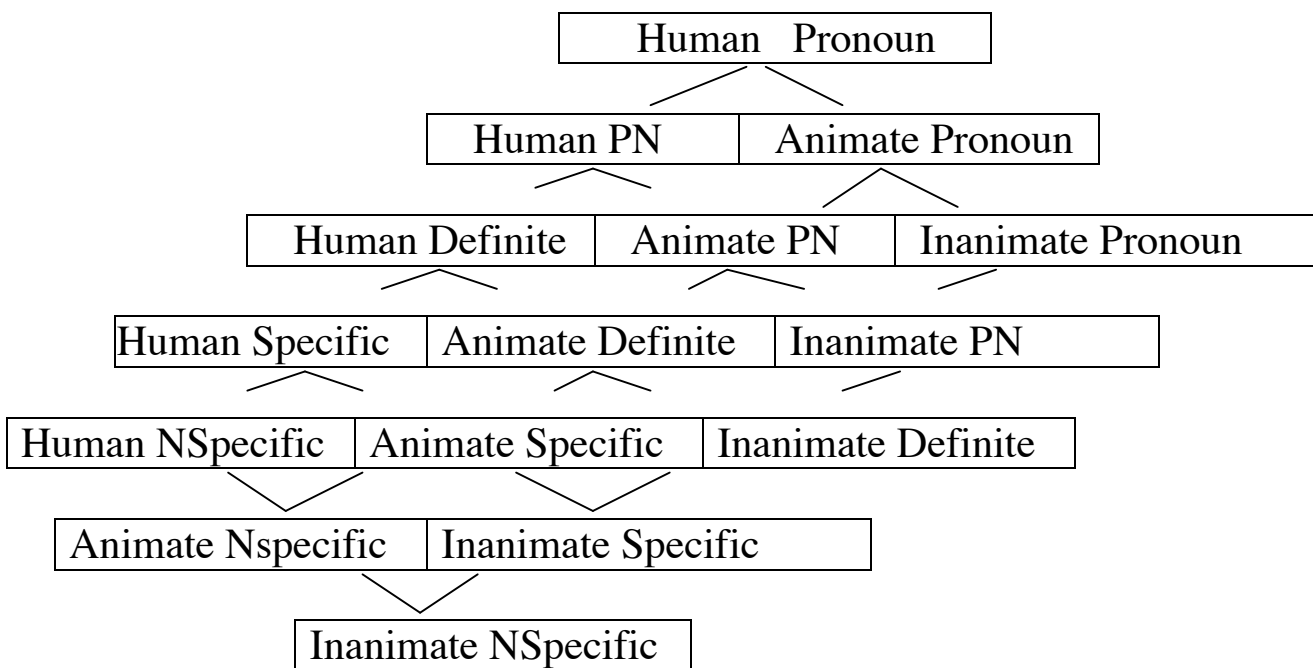 Human Pronoun
Human PN Animate Pronoun
Human Definite Animate PN Inanimate Pronoun
Human Specific Animate Definite Inanimate PN
Human NSpecific Animate Specific Inanimate Definite
Animate Nspecific Inanimate Specific
Inanimate NSpecific